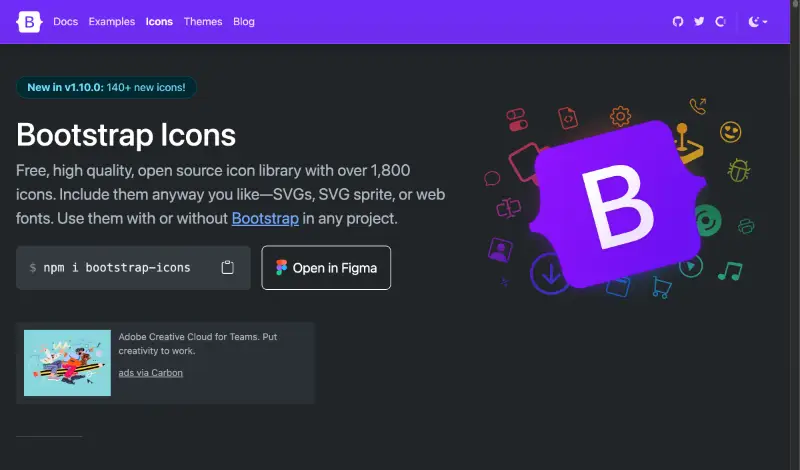 B Docs Examples Icons Themes Blog
New in v1.10.0: 140+ new icons!
Bootstrap Icons
Free, high quality, open source icon library with over 1,800
icons. Include them anyway you like—SVGs, SVG sprite, or web
fonts. Use them with or without Bootstrap in any project.
$ npm i bootstrap-icons
Open in Figma
B
Adobe Creative Cloud for Teams. Put
creativity to work.
ads via Carbon